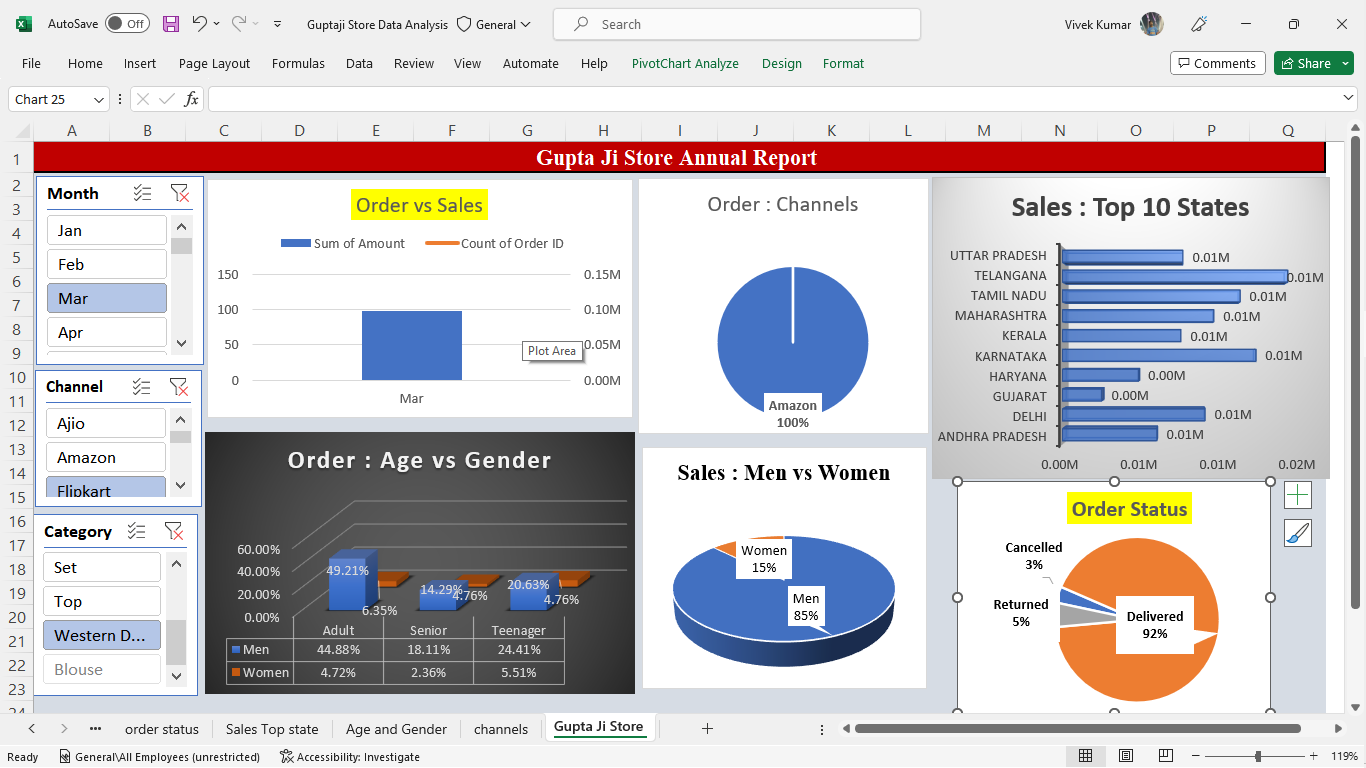 AutoSave Off Guptaji Store Data Analysis General Search Vivek Kumar
File Home Insert Page Layout Formulas Data Review View Automate Help PivotChart Analyze Design Format Comments Share
Chart 25 fx
A B C D E F G H I J K L M N O P Q
1 Gupta Ji Store Annual Report
2
3
4
5
6
7
8
9
10
11
12
13
14
15
16
17
18
19
20
21
22
23
24
Month
Jan
Feb
Mar
Apr
Channel
Ajio
Amazon
Flipkart
Category
Set
Top
Western D...
Blouse
Order vs Sales
Sum of Amount Count of Order ID
150 0.15M
100 0.10M
50 0.05M
0 0.00M
Mar
Plot Area
Order : Channels
Amazon
100%
Sales : Top 10 States
UTTAR PRADESH 0.01M
TELANGANA 0.01M
TAMIL NADU 0.01M
MAHARASHTRA 0.01M
KERALA 0.01M
KARNATAKA 0.01M
HARYANA 0.00M
GUJARAT 0.00M
DELHI 0.01M
ANDHRA PRADESH 0.01M
0.00M 0.01M 0.01M 0.02M
Order : Age vs Gender
60.00%
40.00%
20.00%
0.00%
49.21% 14.29% 20.63%
6.35% 4.76% 4.76%
Adult Senior Teenager
Men 44.88% 18.11% 24.41%
Women 4.72% 2.36% 5.51%
Sales : Men vs Women
Women
15%
Men
85%
Order Status
Cancelled
3%
Returned
5%
Delivered
92%
... order status Sales Top state Age and Gender channels Gupta Ji Store
Ready General\All Employees (unrestricted) Accessibility: Investigate 119%